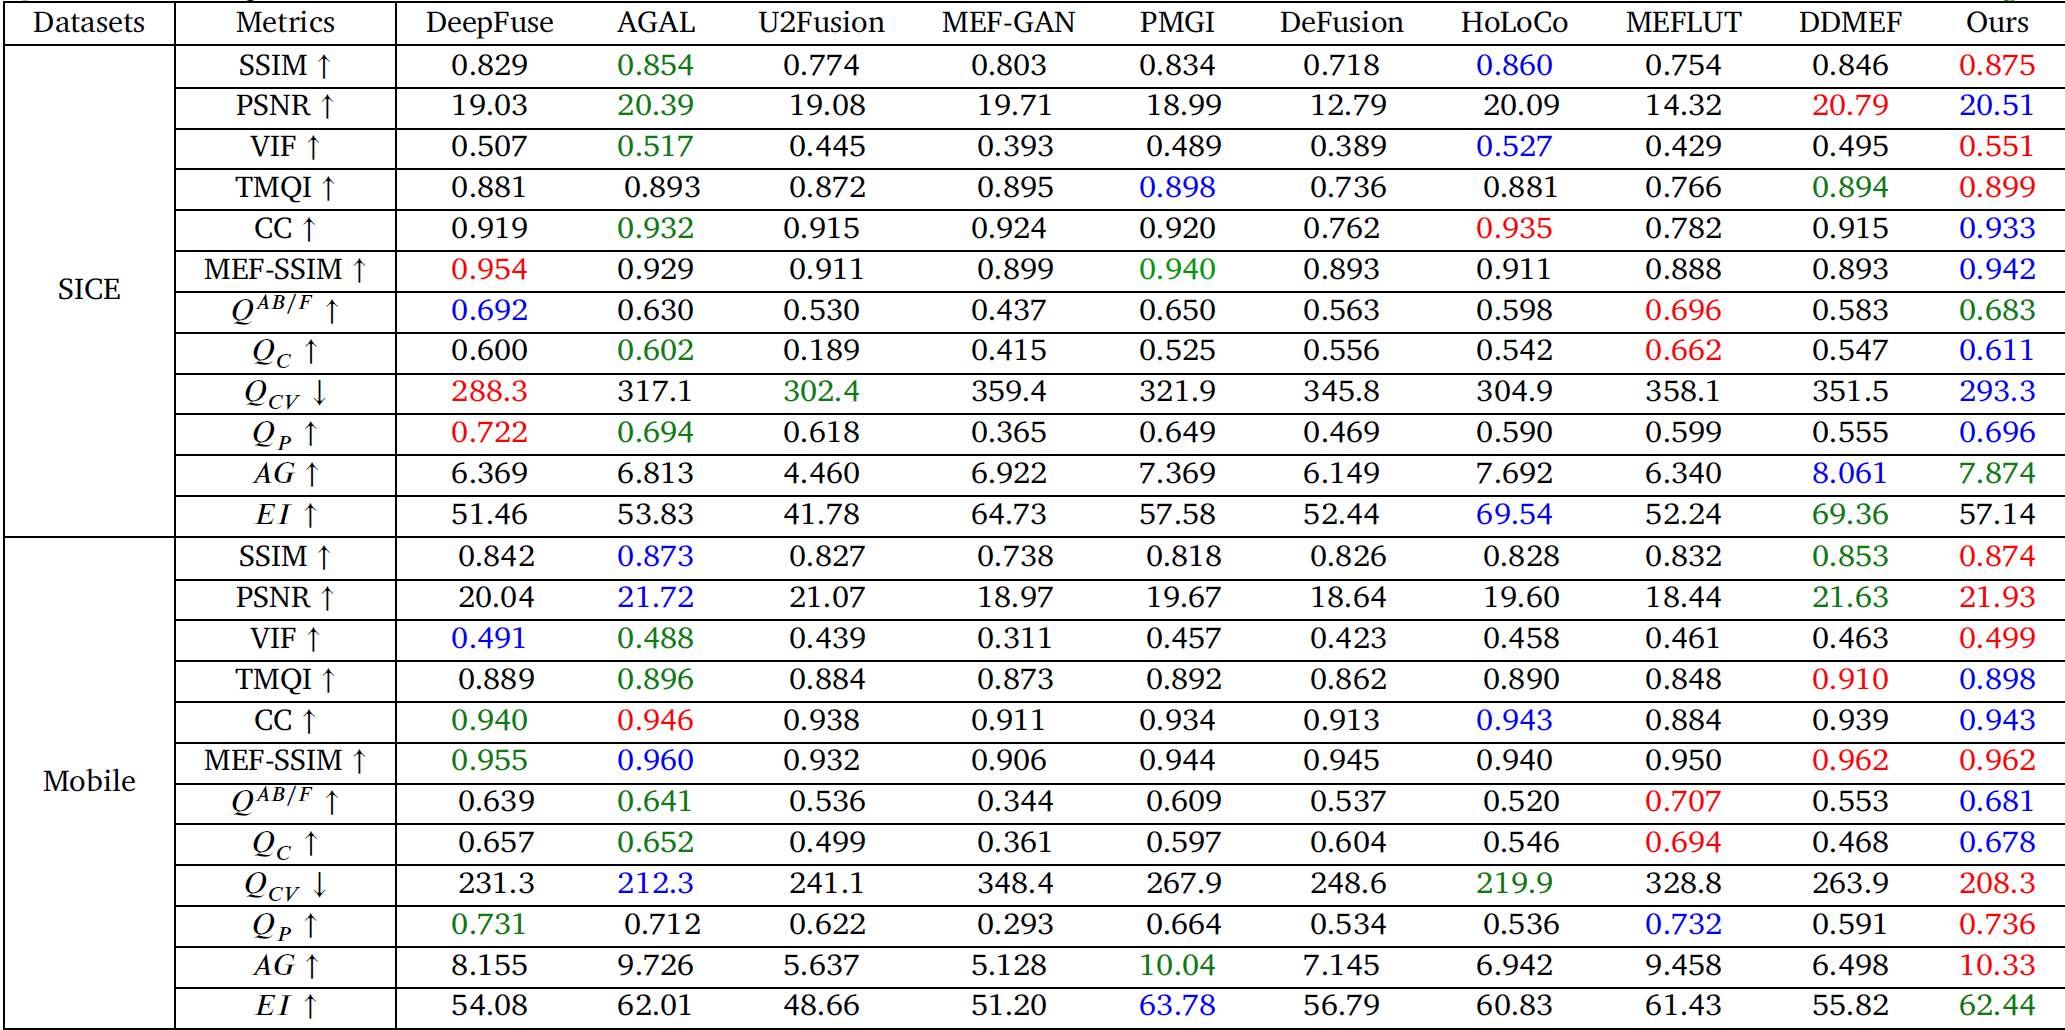 Datasets Metrics DeepFuse AGAL U2Fusion MEF-GAN PMGI DeFusion HoLoCo MEFLUT DDMEF Ours
SSIM ↑ 0.829 0.854 0.774 0.803 0.834 0.718 0.860 0.754 0.846 0.875
PSNR ↑ 19.03 20.39 19.08 19.71 18.99 12.79 20.09 14.32 20.79 20.51
VIF ↑ 0.507 0.517 0.445 0.393 0.489 0.389 0.527 0.429 0.495 0.551
TMQI ↑ 0.881 0.893 0.872 0.895 0.898 0.736 0.881 0.766 0.894 0.899
CC ↑ 0.919 0.932 0.915 0.924 0.920 0.762 0.935 0.782 0.915 0.933
MEF-SSIM ↑ 0.954 0.929 0.911 0.899 0.940 0.893 0.911 0.888 0.893 0.942
SICE
Q^{AB/F} ↑ 0.692 0.630 0.530 0.437 0.650 0.563 0.598 0.696 0.583 0.683
Q_C ↑ 0.600 0.602 0.189 0.415 0.525 0.556 0.542 0.662 0.547 0.611
Q_{CV} ↓ 288.3 317.1 302.4 359.4 321.9 345.8 304.9 358.1 351.5 293.3
Q_P ↑ 0.722 0.694 0.618 0.365 0.649 0.469 0.590 0.599 0.555 0.696
AG ↑ 6.369 6.813 4.460 6.922 7.369 6.149 7.692 6.340 8.061 7.874
EI ↑ 51.46 53.83 41.78 64.73 57.58 52.44 69.54 52.24 69.36 57.14
SSIM ↑ 0.842 0.873 0.827 0.738 0.818 0.826 0.828 0.832 0.853 0.874
PSNR ↑ 20.04 21.72 21.07 18.97 19.67 18.64 19.60 18.44 21.63 21.93
VIF ↑ 0.491 0.488 0.439 0.311 0.457 0.423 0.458 0.461 0.463 0.499
TMQI ↑ 0.889 0.896 0.884 0.873 0.892 0.862 0.890 0.848 0.910 0.898
CC ↑ 0.940 0.946 0.938 0.911 0.934 0.913 0.943 0.884 0.939 0.943
MEF-SSIM ↑ 0.955 0.960 0.932 0.906 0.944 0.945 0.940 0.950 0.962 0.962
Mobile
Q^{AB/F} ↑ 0.639 0.641 0.536 0.344 0.609 0.537 0.520 0.707 0.553 0.681
Q_C ↑ 0.657 0.652 0.499 0.361 0.597 0.604 0.546 0.694 0.468 0.678
Q_{CV} ↓ 231.3 212.3 241.1 348.4 267.9 248.6 219.9 328.8 263.9 208.3
Q_P ↑ 0.731 0.712 0.622 0.293 0.664 0.534 0.536 0.732 0.591 0.736
AG ↑ 8.155 9.726 5.637 5.128 10.04 7.145 6.942 9.458 6.498 10.33
EI ↑ 54.08 62.01 48.66 51.20 63.78 56.79 60.83 61.43 55.82 62.44